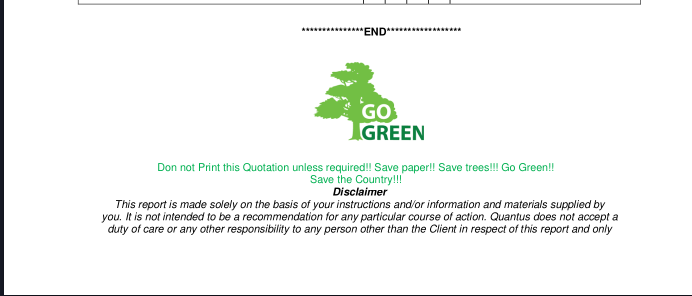 ***************END******************
GO
GREEN
Don not Print this Quotation unless required!! Save paper!! Save trees!!! Go Green!!
Save the Country!!!
Disclaimer
This report is made solely on the basis of your instructions and/or information and materials supplied by
you. It is not intended to be a recommendation for any particular course of action. Quantus does not accept a
duty of care or any other responsibility to any person other than the Client in respect of this report and only